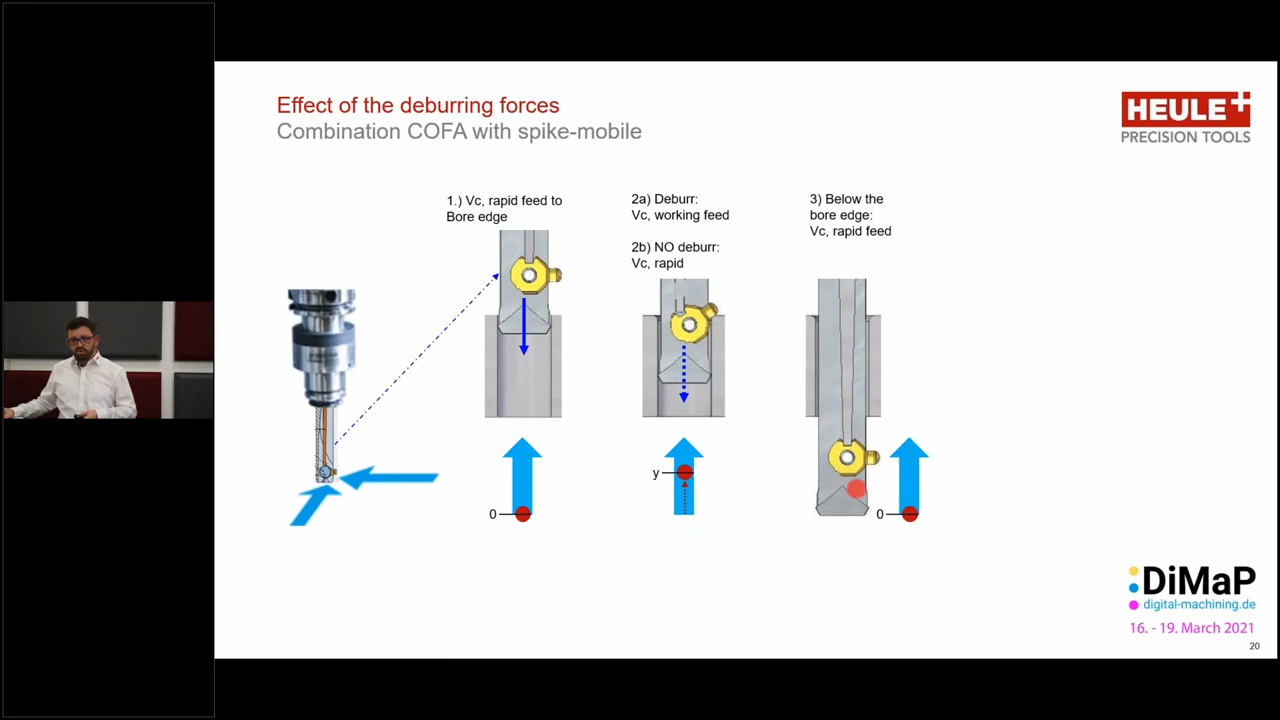 Effect of the deburring forces
Combination COFA with spike-mobile
HEULE
PRECISION TOOLS
1.) Vc, rapid feed to
Bore edge
2a) Deburr:
Vc, working feed
2b) NO deburr:
Vc, rapid
3) Below the
bore edge:
Vc, rapid feed
0
y
0
DiMaP
digital-machining.de
16. - 19. March 2021
20